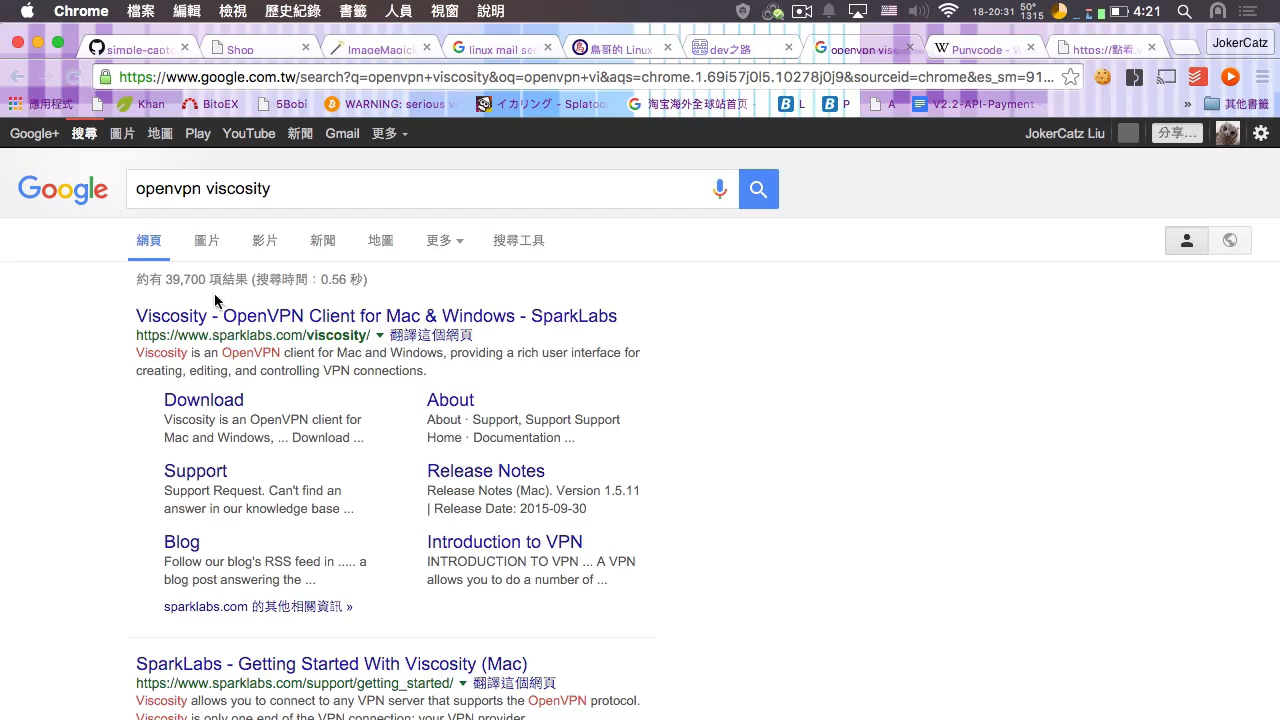 Chrome 檔案 編輯 檢視 歷史紀錄 書籤 人員 視窗 說明 18-20:31 50° 1315 4:21
simple-capt Shop ImageMagick linux mail ser 鳥哥的 Linux dev之路 openvpn visc Punycode - W https://點看. JokerCatz
https://www.google.com.tw/search?q=openvpn+viscosity&oq=openvpn+vi&aqs=chrome.1.69i57j0l5.10278j0j9&sourceid=chrome&es_sm=91...
應用程式 Khan BitoEX 5Eobi WARNING: serious v イカリング - Splatoo 淘宝海外全球站首页 L P A V2.2-API-Payment » 其他書籤
Google+ 搜尋 圖片 地圖 Play YouTube 新聞 Gmail 更多 JokerCatz Liu 分享...
Google openvpn viscosity
網頁 圖片 影片 新聞 地圖 更多 搜尋工具
約有 39,700 項結果 (搜尋時間：0.56 秒)
Viscosity - OpenVPN Client for Mac & Windows - SparkLabs
https://www.sparklabs.com/viscosity/ 翻譯這個網頁
Viscosity is an OpenVPN client for Mac and Windows, providing a rich user interface for
creating, editing, and controlling VPN connections.
Download
Viscosity is an OpenVPN client for
Mac and Windows, ... Download ...
About
About · Support, Support Support
Home · Documentation ...
Support
Support Request. Can't find an
answer in our knowledge base ...
Release Notes
Release Notes (Mac). Version 1.5.11
| Release Date: 2015-09-30
Blog
Follow our blog's RSS feed in ..... a
blog post answering the ...
Introduction to VPN
INTRODUCTION TO VPN ... A VPN
allows you to do a number of ...
sparklabs.com 的其他相關資訊 »
SparkLabs - Getting Started With Viscosity (Mac)
https://www.sparklabs.com/support/getting_started/ 翻譯這個網頁
Viscosity allows you to connect to any VPN server that supports the OpenVPN protocol.
Viscosity is only one end of the VPN connection; your VPN provider